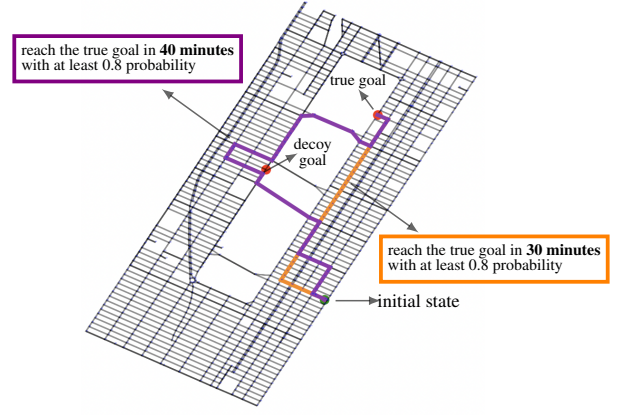 reach the true goal in 40 minutes
with at least 0.8 probability
true goal
decoy
goal
reach the true goal in 30 minutes
with at least 0.8 probability
initial state